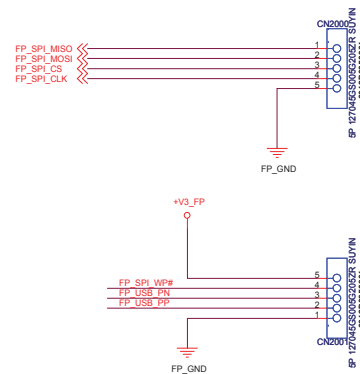 CN2000
FP_SPI_MISO 1
FP_SPI_MOSI 2
FP_SPI_CS 3
FP_SPI_CLK 4
5
5P 127045GS005G205ZR SUYIN
FP_GND
+V3_FP
5
FP_SPI_WP# 4
FP_USB_PN 3
FP_USB_PP 2
1
5P 127045GS005G205ZR SUYIN
CN2001
FP_GND